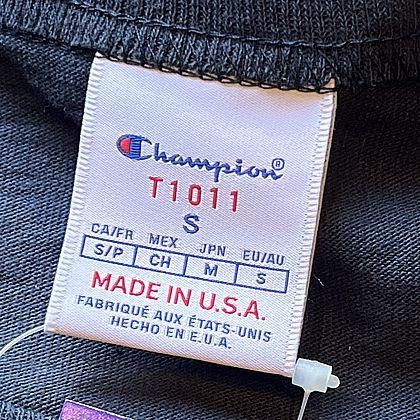 Champion®
T1011
S
CA/FR MEX JPN EU/AU
S/P CH M S
MADE IN U.S.A.
FABRIQUÉ AUX ÉTATS-UNIS
HECHO EN E.U.A.